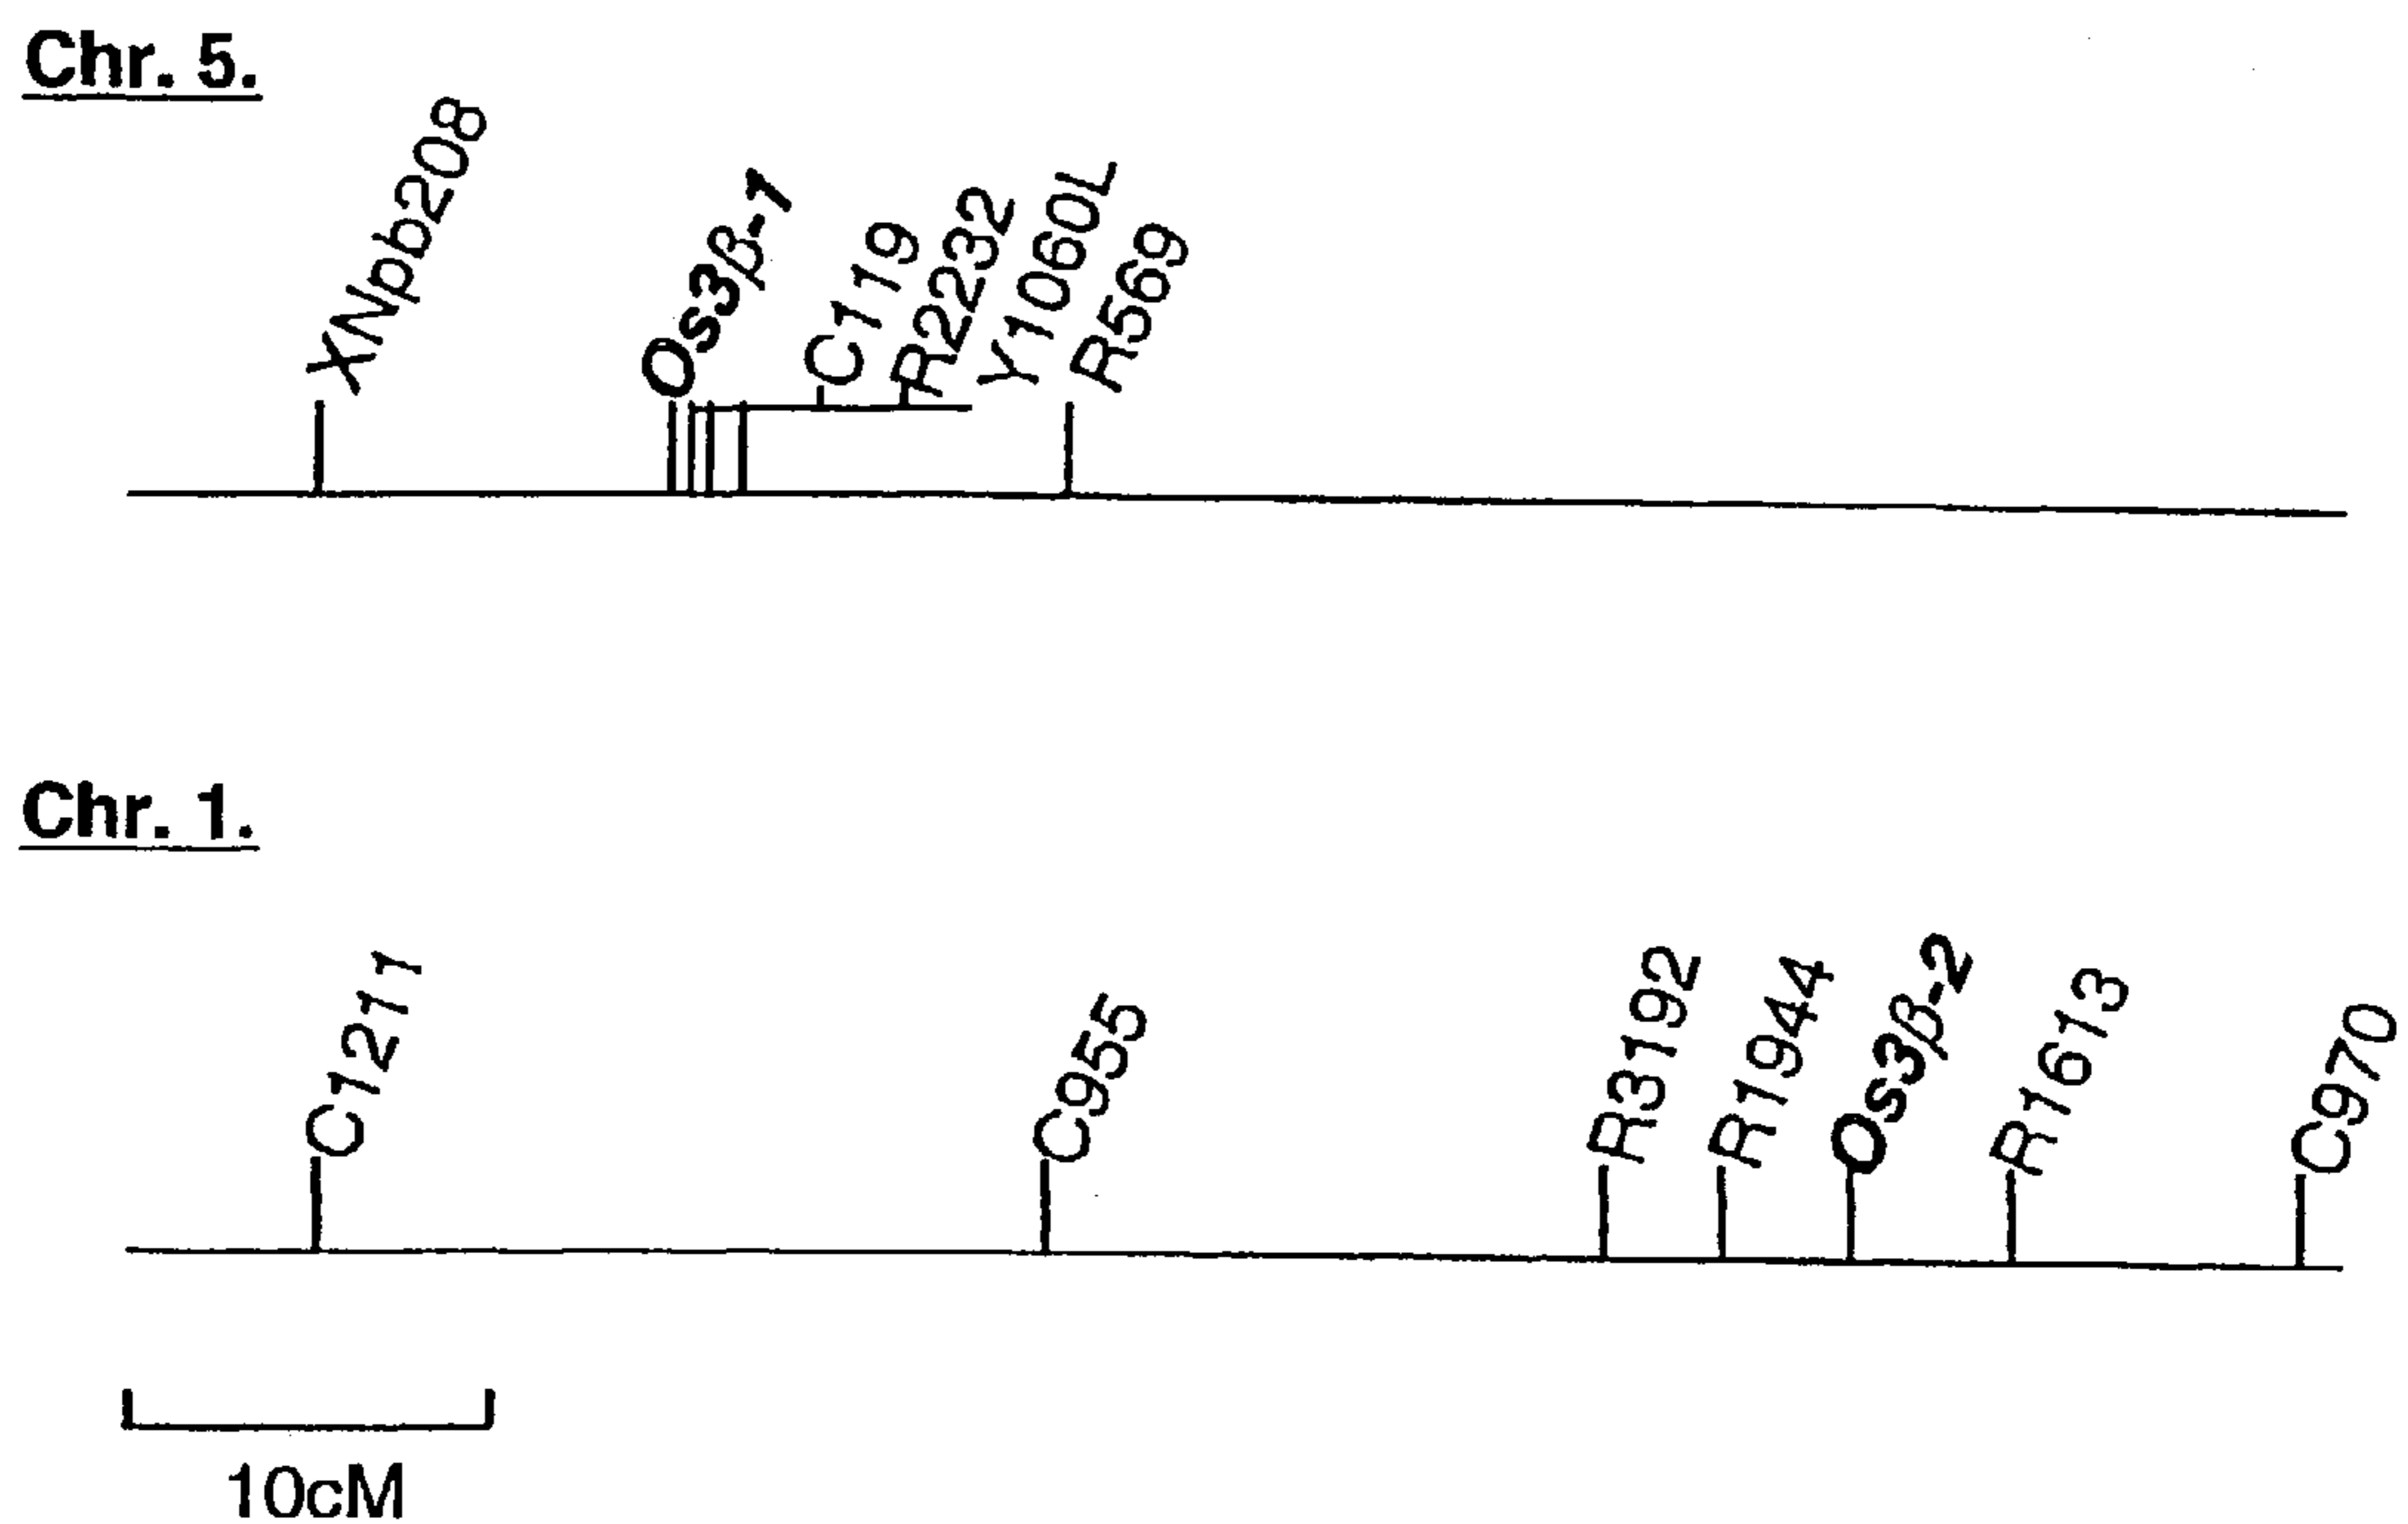 Chr. 5.
XNpb208
Os3β-1
C119
R2232
Y1060L
R569
Chr. 1.
C1211
C955
R3192
R1944
Os3β-2
R1613
C970
10cM